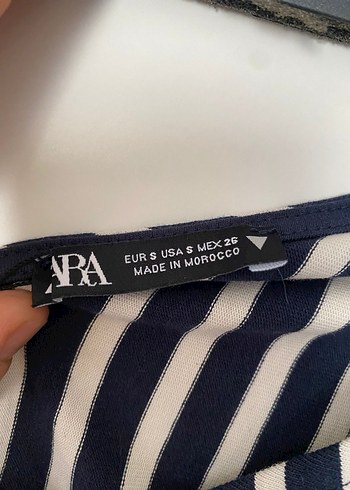 ZARA
EUR S USA S MEX 26
MADE IN MOROCCO